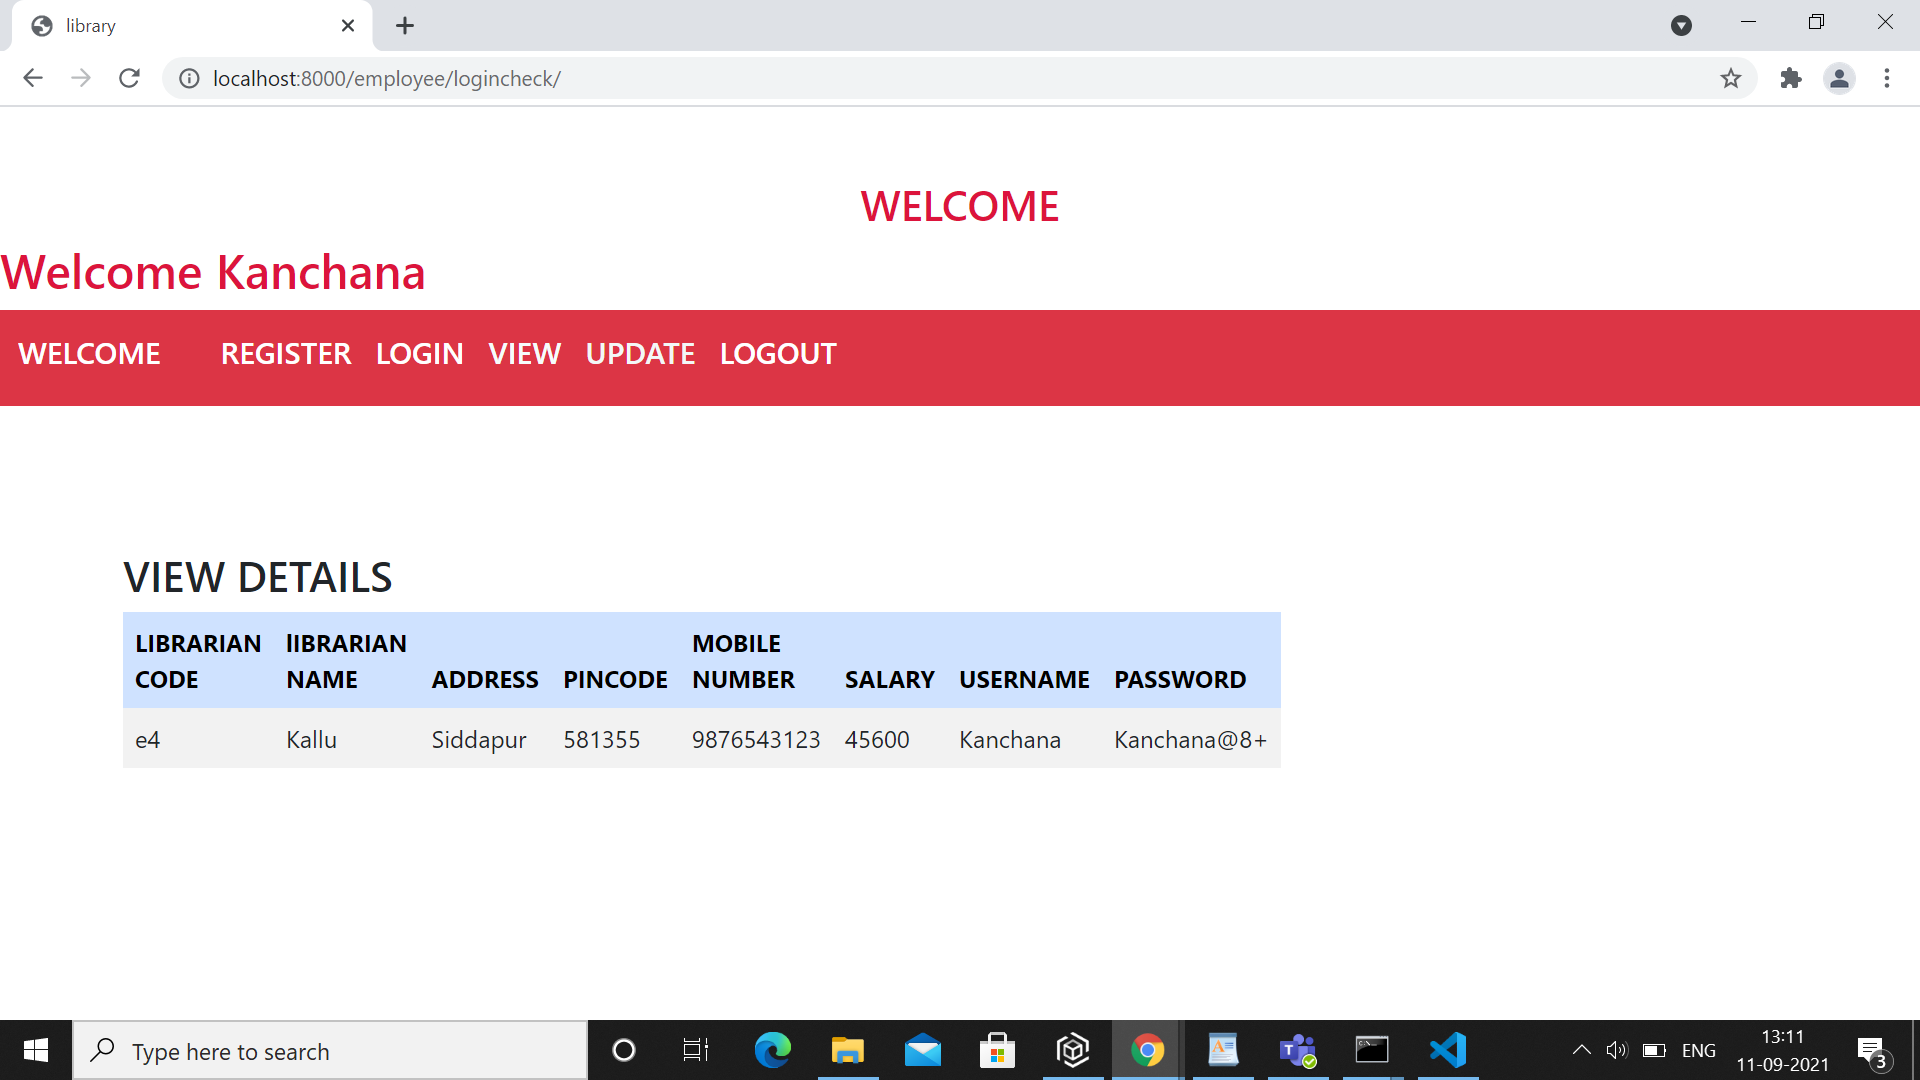 library
localhost:8000/employee/logincheck/
WELCOME
Welcome Kanchana
WELCOME REGISTER LOGIN VIEW UPDATE LOGOUT
VIEW DETAILS
LIBRARIAN CODE lIBRARIAN NAME ADDRESS PINCODE MOBILE NUMBER SALARY USERNAME PASSWORD
e4 Kallu Siddapur 581355 9876543123 45600 Kanchana Kanchana@8+
Type here to search
ENG
13:11
11-09-2021
3